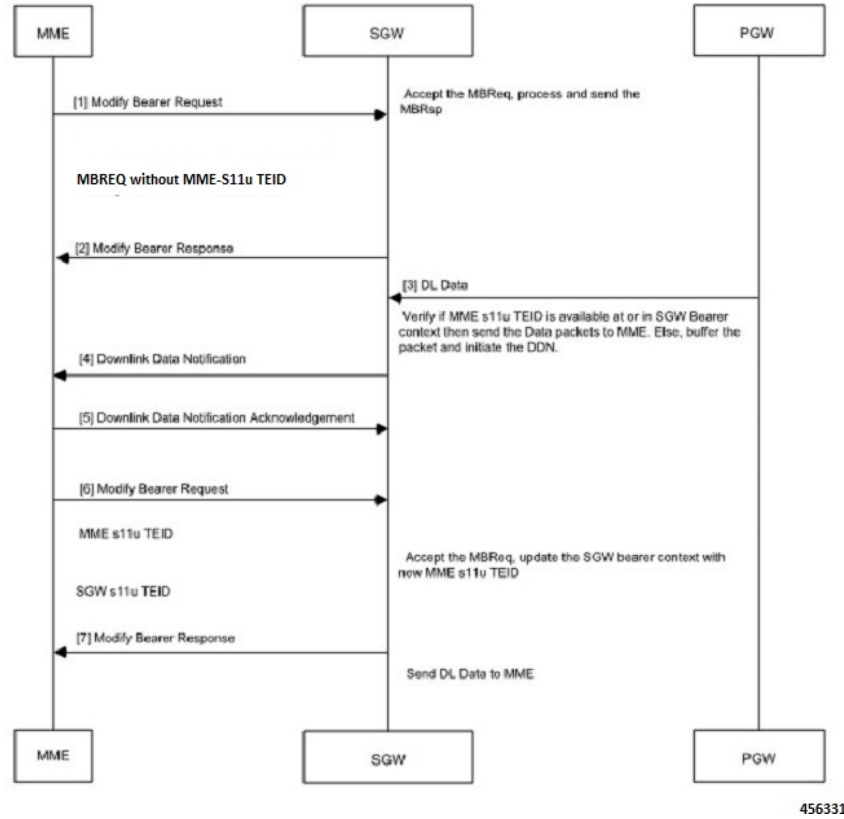 MME
SGW
PGW
[1] Modify Bearer Request
Accept the MBReq, process and send the
MBRsp
MBREQ without MME-S11u TEID
[2] Modify Bearer Response
[3] DL Data
Verify if MME s11u TEID is available at or in SGW Bearer
context then send the Data packets to MME. Else, buffer the
packet and initiate the DDN.
[4] Downlink Data Notification
[5] Downlink Data Notification Acknowledgement
[6] Modify Bearer Request
MME s11u TEID
Accept the MBReq, update the SGW bearer context with
new MME s11u TEID
SGW s11u TEID
[7] Modify Bearer Response
Send DL Data to MME
MME
SGW
PGW
456331